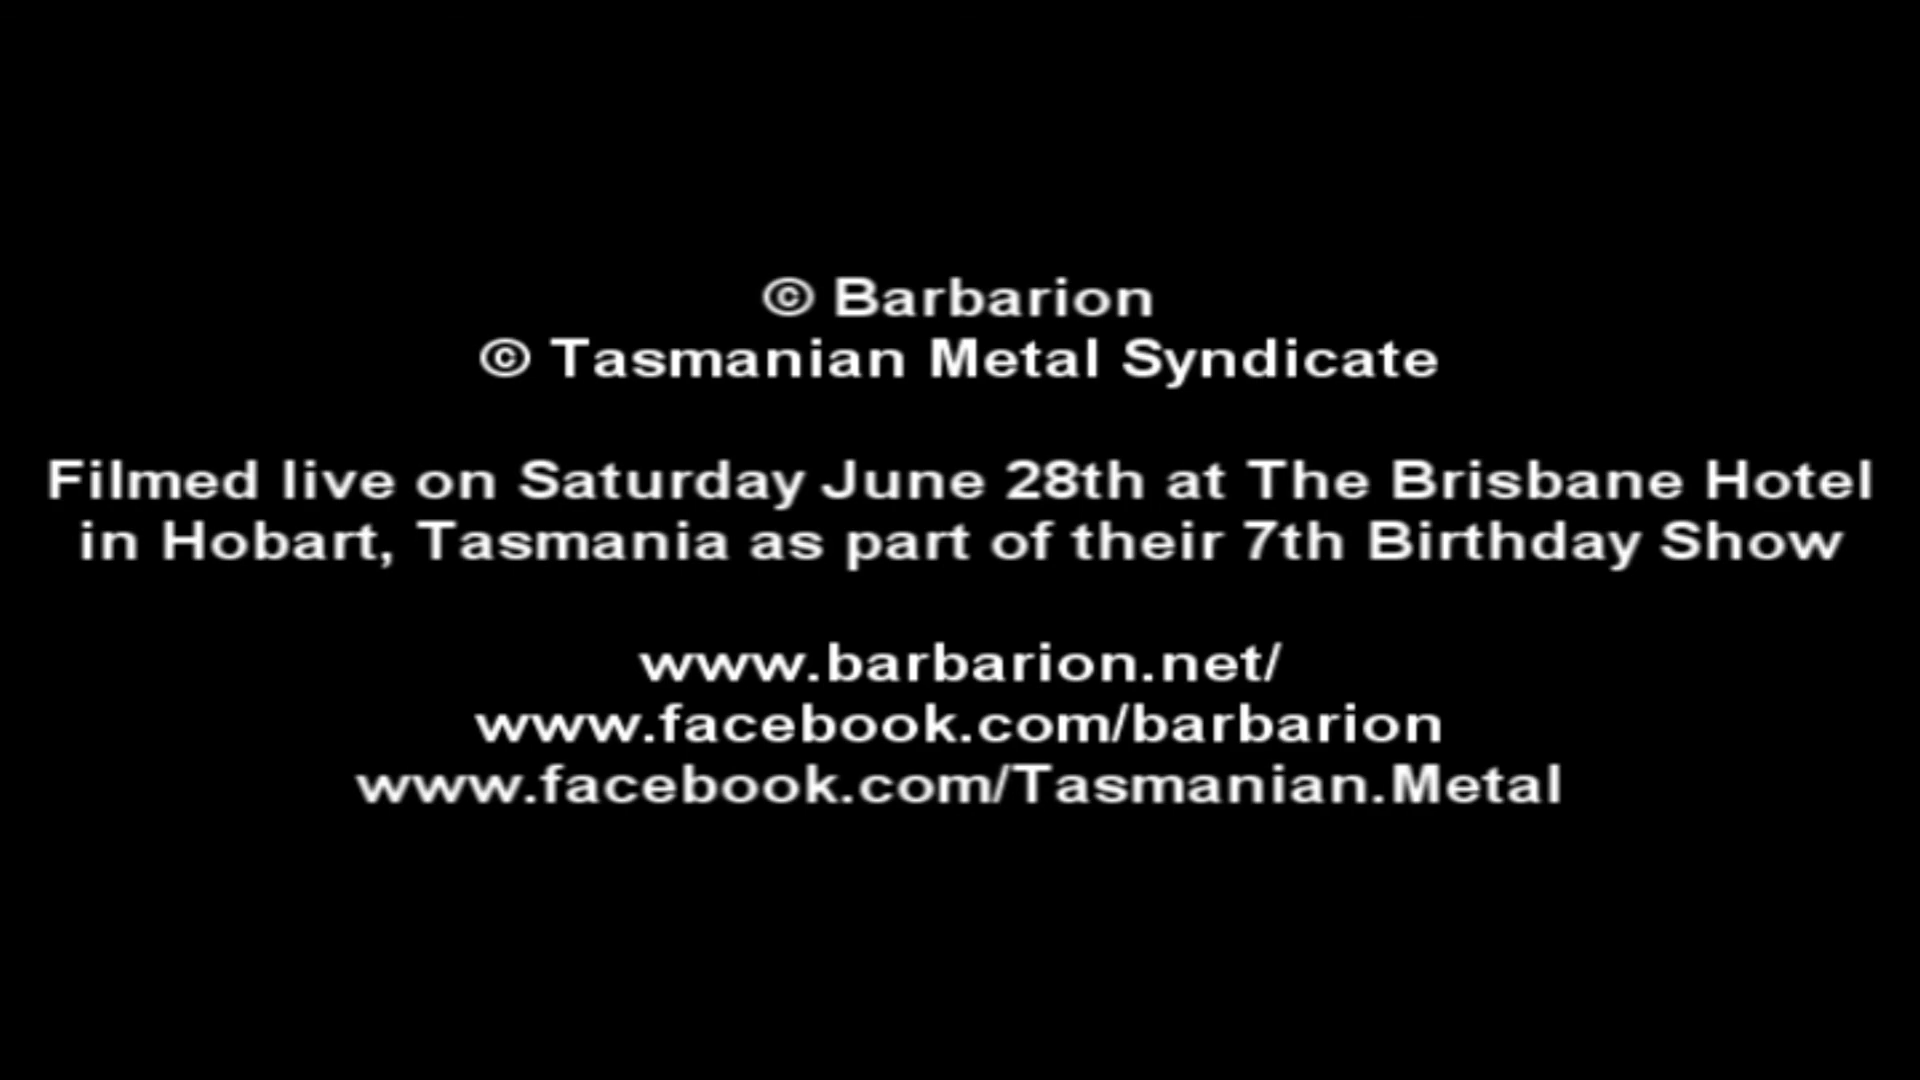 © Barbarion
© Tasmanian Metal Syndicate
Filmed live on Saturday June 28th at The Brisbane Hotel
in Hobart, Tasmania as part of their 7th Birthday Show
www.barbarion.net/
www.facebook.com/barbarion
www.facebook.com/Tasmanian.Metal